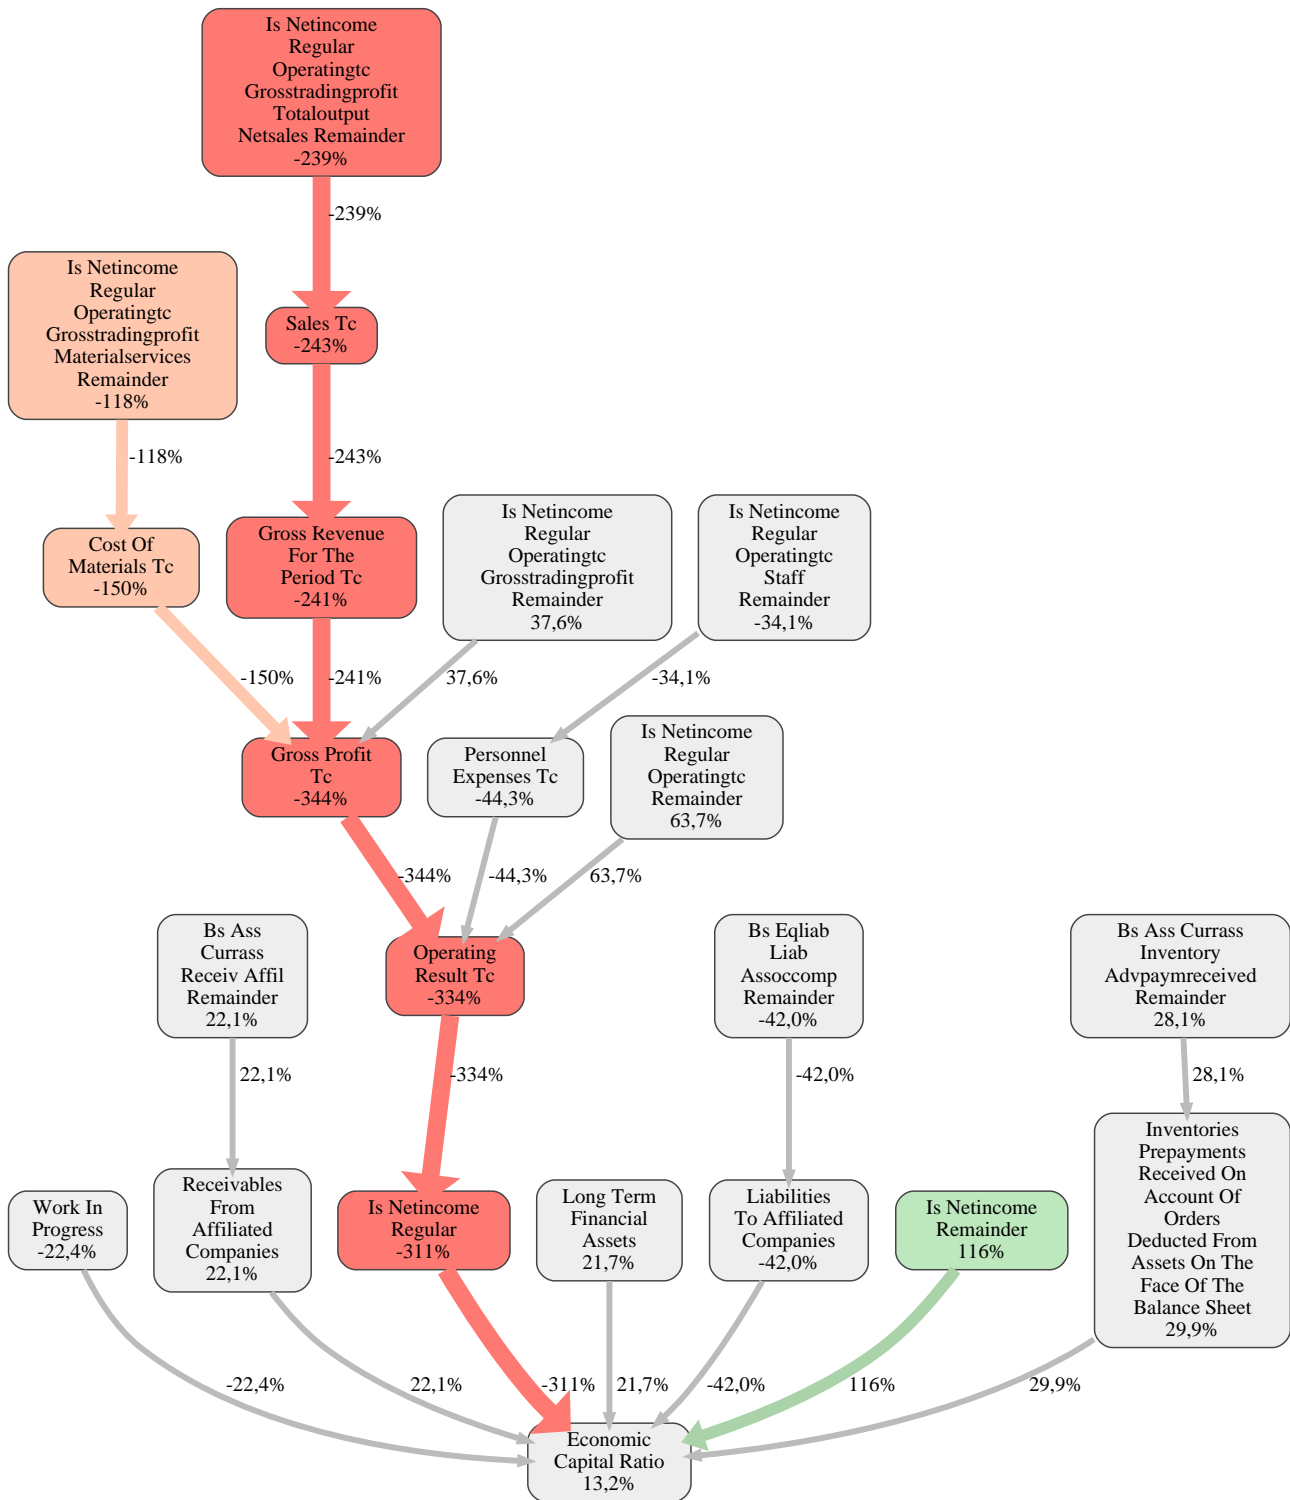 Is Netincome
Regular
Operatingtc
Grosstradingprofit
Totaloutput
Netsales Remainder
-239%
-239%
Is Netincome
Regular
Operatingtc
Grosstradingprofit
Materialservices
Remainder
-118%
Sales Tc
-243%
-118%
-243%
Cost Of
Materials Tc
-150%
Gross Revenue
For The
Period Tc
-241%
Is Netincome
Regular
Operatingtc
Grosstradingprofit
Remainder
37,6%
Is Netincome
Regular
Operatingtc
Staff
Remainder
-34,1%
-150%
-241%
37,6%
-34,1%
Gross Profit
Tc
-344%
Personnel
Expenses Tc
-44,3%
Is Netincome
Regular
Operatingtc
Remainder
63,7%
-344%
-44,3%
63,7%
Bs Ass
Currass
Receiv Affil
Remainder
22,1%
Operating
Result Tc
-334%
Bs Eqliab
Liab
Assoccomp
Remainder
-42,0%
Bs Ass Currass
Inventory
Advpaymreceived
Remainder
28,1%
22,1%
-334%
-42,0%
28,1%
Work In
Progress
-22,4%
Receivables
From
Affiliated
Companies
22,1%
Is Netincome
Regular
-311%
Long Term
Financial
Assets
21,7%
Liabilities
To Affiliated
Companies
-42,0%
Is Netincome
Remainder
116%
Inventories
Prepayments
Received On
Account Of
Orders
Deducted From
Assets On The
Face Of The
Balance Sheet
29,9%
-22,4%
22,1%
-311%
21,7%
-42,0%
116%
29,9%
Economic
Capital Ratio
13,2%